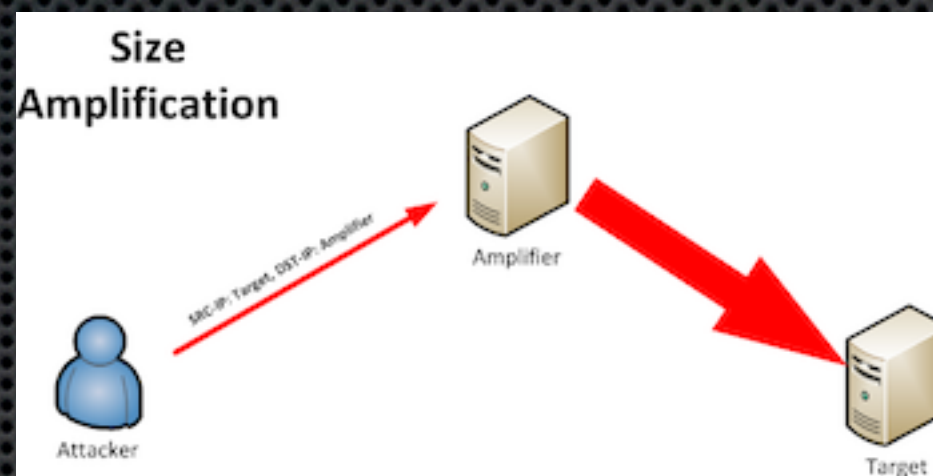 Size
Amplification
SRC-IP: Target, DST-IP: Amplifier
Amplifier
Attacker
Target